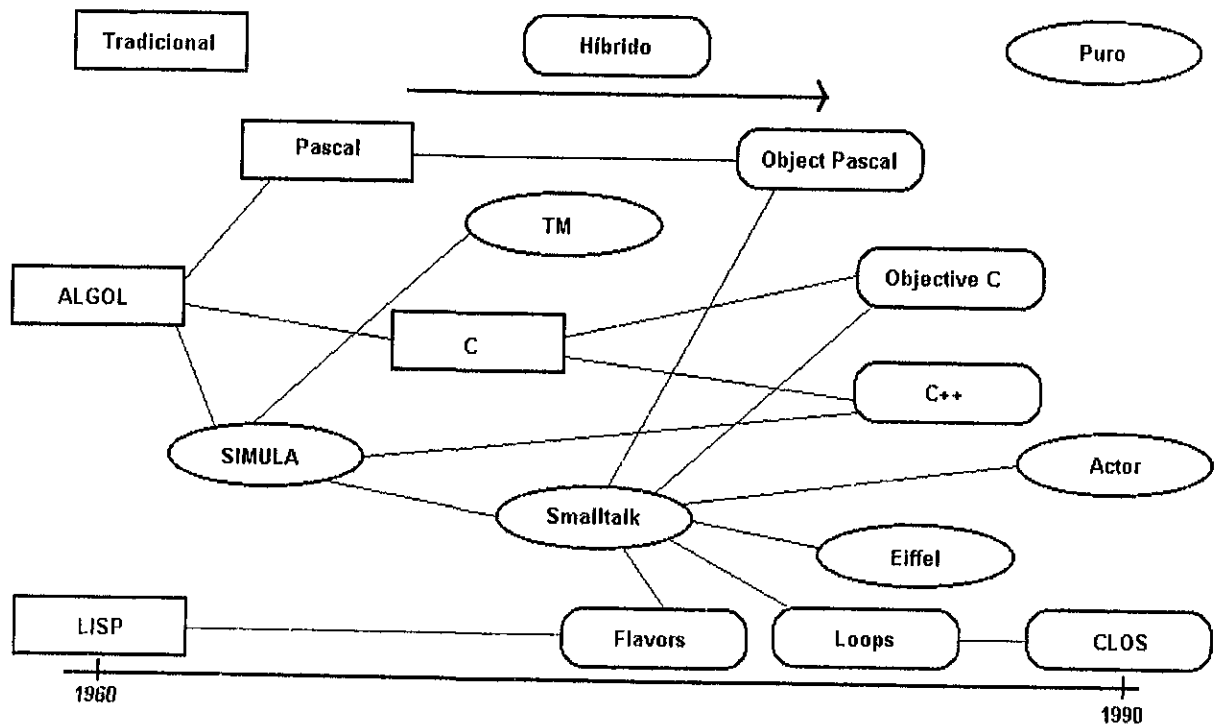 Tradicional
Híbrido
Puro
Pascal
Object Pascal
TM
ALGOL
Objective C
C
C++
SIMULA
Actor
Smalltalk
Eiffel
LISP
Flavors
Loops
CLOS
1960
1990